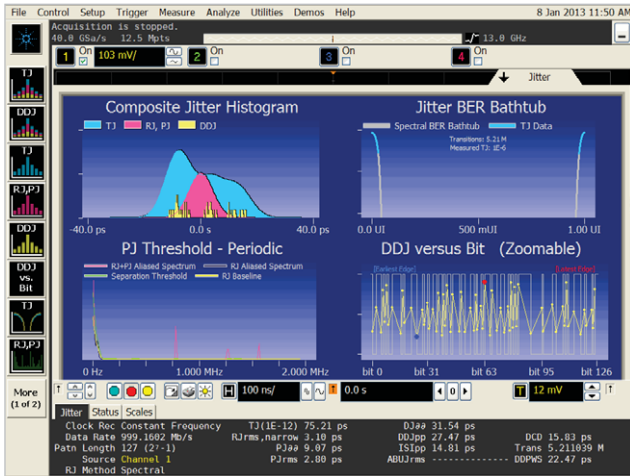 File Control Setup Trigger Measure Analyze Utilities Demos Help 8 Jan 2013 11:50 AM
Acquisition is stopped.
40.0 GSa/s 12.5 Mpts 13.0 GHz
1 On 103 mV/ 2 On 3 On 4 On
Jitter
TJ
DDJ
TJ
RJ,PJ
DDJ
DDJ vs. Bit
TJ
RJ,PJ
More
(1 of 2)
Composite Jitter Histogram
TJ RJ, PJ DDJ
-40.0 ps 0.0 s 40.0 ps
Jitter BER Bathtub
Spectral BER Bathtub TJ Data
Transitions: 5.21 M
Measured TJ: 1E-6
0.0 UI 500 mUI 1.00 UI
PJ Threshold - Periodic
RJ+PJ Aliased Spectrum RJ Aliased Spectrum
Separation Threshold RJ Baseline
0 Hz 1.000 MHz 2.000 MHz
DDJ versus Bit (Zoomable)
[Earliest Edge] [Latest Edge]
bit 0 bit 31 bit 63 bit 95 bit 126
H 100 ns/ 0.0 s 0 T 12 mV
Jitter Status Scales
Clock Rec Constant Frequency TJ(1E-12) 75.21 ps DJδδ 31.54 ps
Data Rate 999.1602 Mb/s RJrms,narrow 3.10 ps DDJpp 27.47 ps DCD 15.83 ps
Path Length 127 (2⁷-1) PJδδ 9.07 ps ISIpp 14.81 ps Trans 5.211039 M
Source Channel 1 PJrms 2.80 ps ABUJrms -------------- DDPWS 22.47 ps
RJ Method Spectral